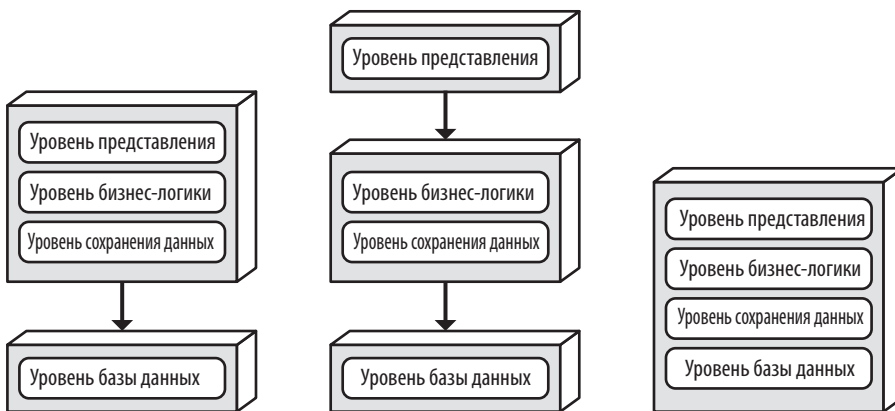 Уровень представления
Уровень бизнес-логики
Уровень сохранения данных
Уровень базы данных
Уровень представления
Уровень бизнес-логики
Уровень сохранения данных
Уровень базы данных
Уровень представления
Уровень бизнес-логики
Уровень сохранения данных
Уровень базы данных